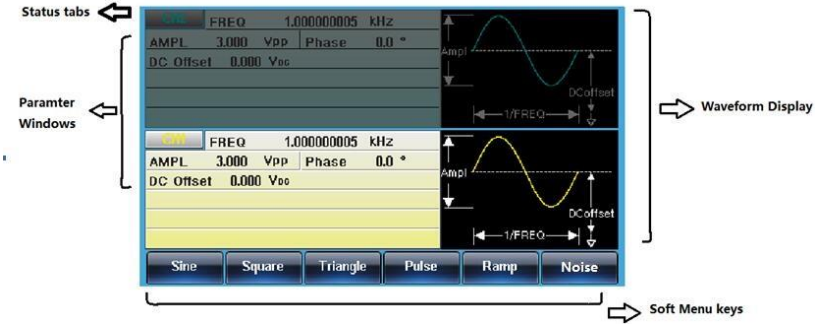 Status tabs
FREQ 1.000000005 kHz
AMPL 3.000 VPP Phase 0.0 °
DC Offset 0.000 VDC
Ampl
DCoffset
1/FREQ
Paramter
Windows
Waveform Display
FREQ 1.000000005 kHz
AMPL 3.000 VPP Phase 0.0 °
DC Offset 0.000 VDC
Ampl
DCoffset
1/FREQ
Sine Square Triangle Pulse Ramp Noise
Soft Menu keys